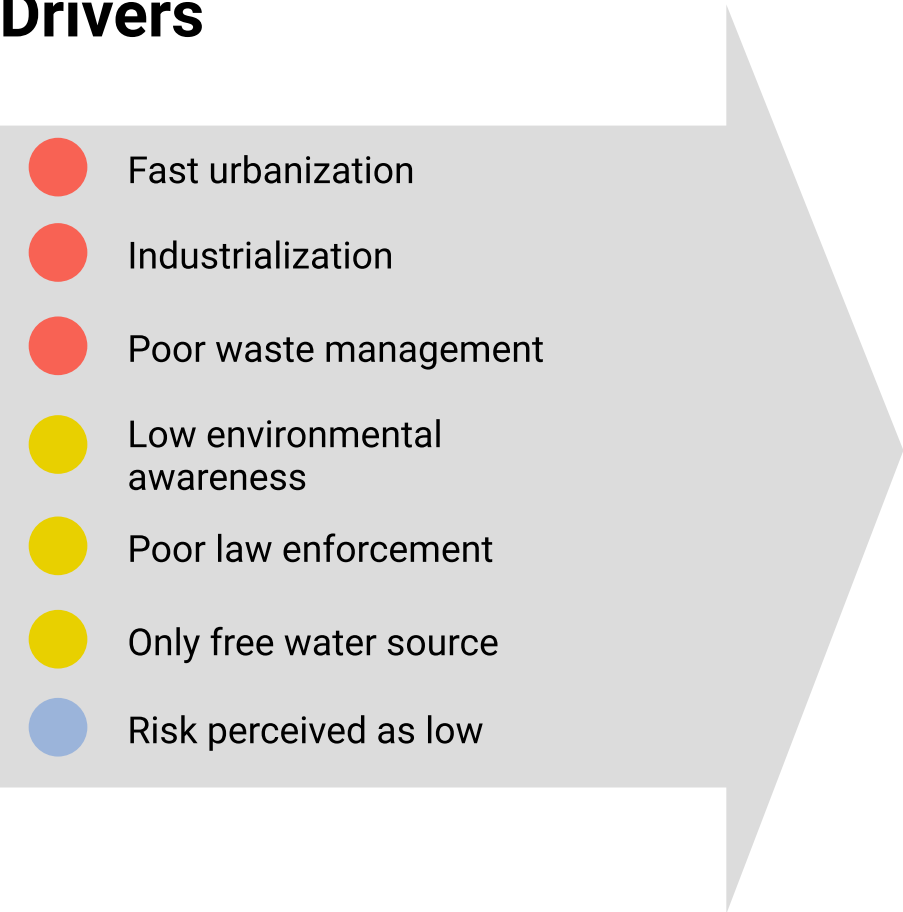 Drivers
Fast urbanization
Industrialization
Poor waste management
Low environmental
awareness
Poor law enforcement
Only free water source
Risk perceived as low